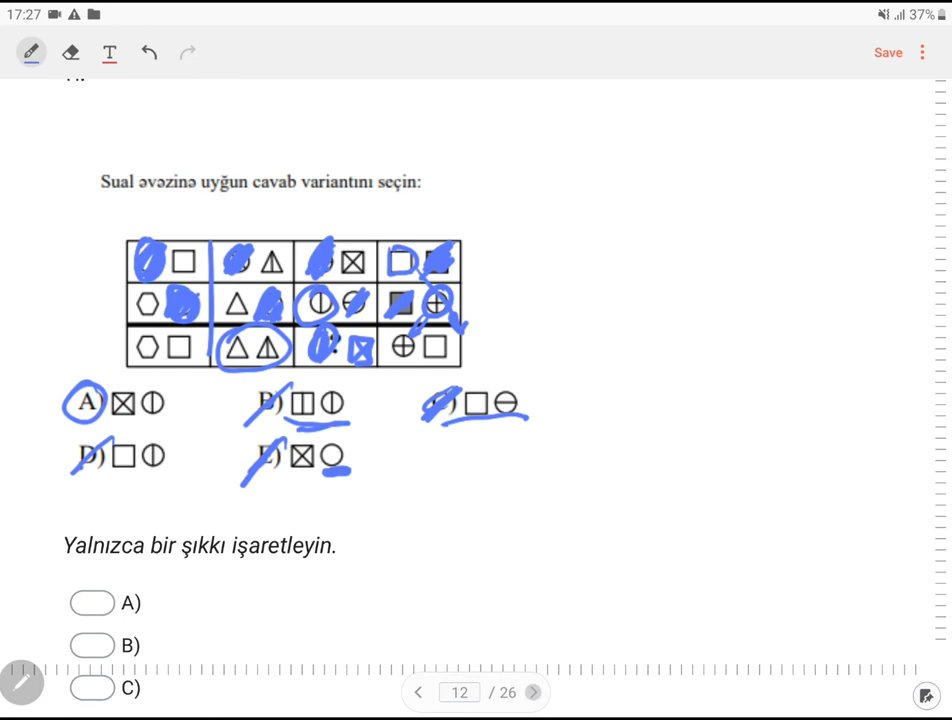 17:27 37%
T Save
Sual əvəzinə uyğun cavab variantını seçin:
?
A) B) C)
D) E)
Yalnızca bir şıkkı işaretleyin.
A)
B)
C)
12 / 26